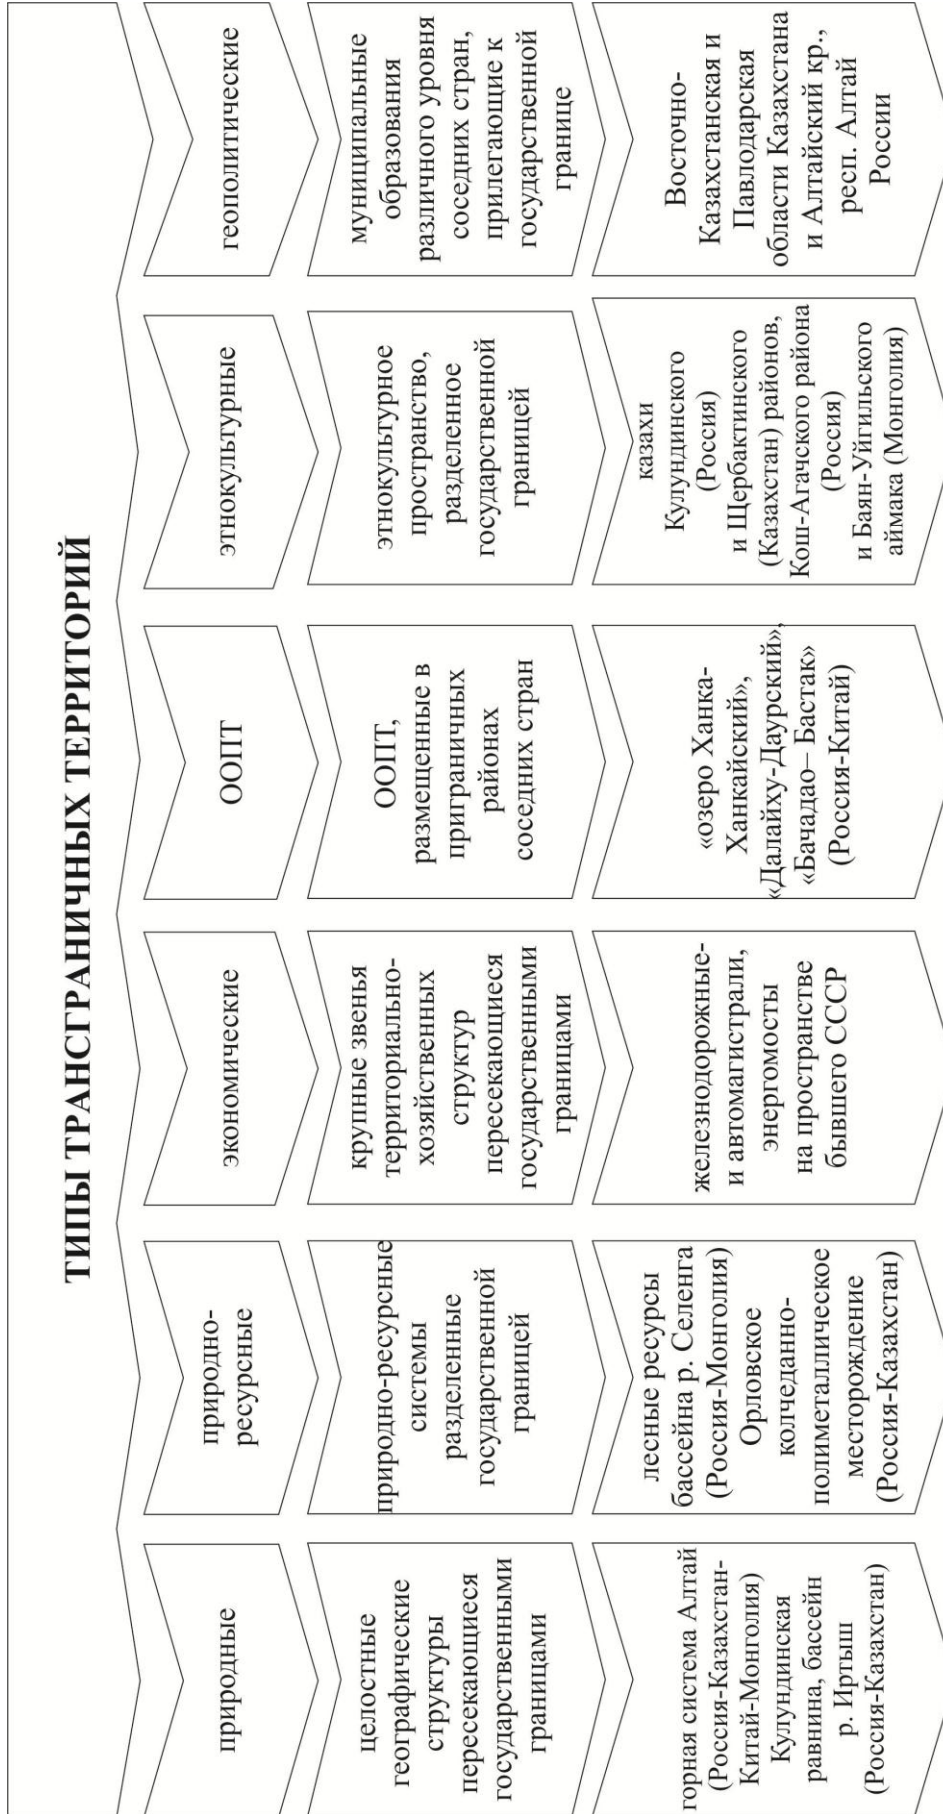 ТИПЫ ТРАНСГРАНИЧНЫХ ТЕРРИТОРИЙ
природные
целостные
географические
структуры
пересекающиеся
государственными
границами
горная система Алтай
(Россия-Казахстан-
Китай-Монголия)
Кулундинская
равнина, бассейн
р. Иртыш
(Россия-Казахстан)
природно-
ресурсные
природно-ресурсные
системы
разделенные
государственной
границей
лесные ресурсы
бассейна р. Селенга
(Россия-Монголия)
Орловское
колчеданно-
полиметаллическое
месторождение
(Россия-Казахстан)
экономические
крупные звенья
территориально-
хозяйственных
структур
пересекающиеся
государственными
границами
железнодорожные-
и автомагистрали,
энергомосты
на пространстве
бывшего СССР
ООПТ
ООПТ,
размещенные в
приграничных
районах
соседних стран
«озеро Ханка-
Ханкайский»,
«Далайху-Даурский»,
«Бачадао– Бастак»
(Россия-Китай)
этнокультурные
этнокультурное
пространство,
разделенное
государственной
границей
казахи
Кулундинского
(Россия)
и Щербактинского
(Казахстан) районов,
Кош-Агачского района
(Россия)
и Баян-Уйгильского
аймака (Монголия)
геополитические
муниципальные
образования
различного уровня
соседних стран,
прилегающие к
государственной
границе
Восточно-
Казахстанская и
Павлодарская
области Казахстана
и Алтайский кр.,
респ. Алтай
России